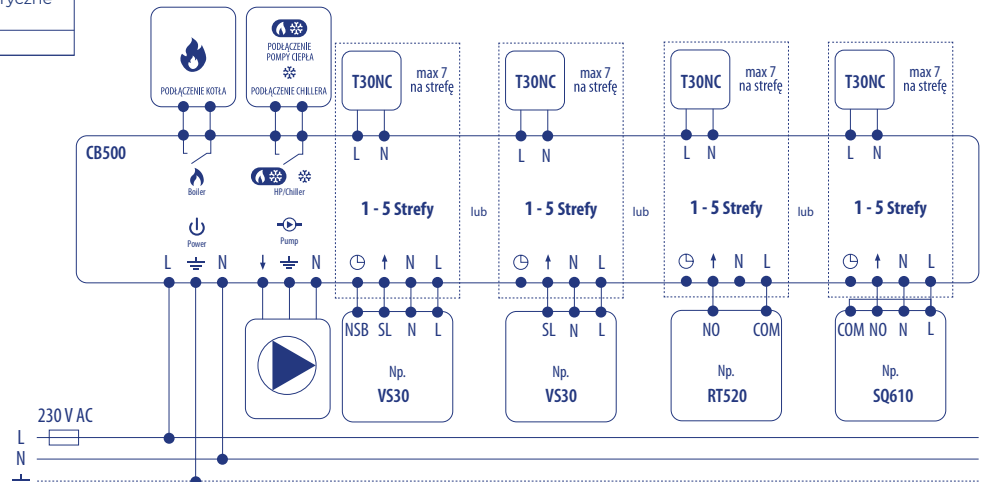 ryczne
PODŁĄCZENIE KOTŁA
PODŁĄCZENIE
POMPY CIEPŁA
PODŁĄCZENIE CHILLERA
T30NC
max 7
na strefę
T30NC
max 7
na strefę
T30NC
max 7
na strefę
T30NC
max 7
na strefę
CB500
L N
L N
L N
L N
Boiler
HP/Chiller
1 - 5 Strefy
lub
1 - 5 Strefy
lub
1 - 5 Strefy
lub
1 - 5 Strefy
Power
Pump
L N
N
N L
N L
N L
N L
NSB SL N L
SL N L
NO COM
COM NO N L
Np.
VS30
Np.
VS30
Np.
RT520
Np.
SQ610
230 V AC
L
N